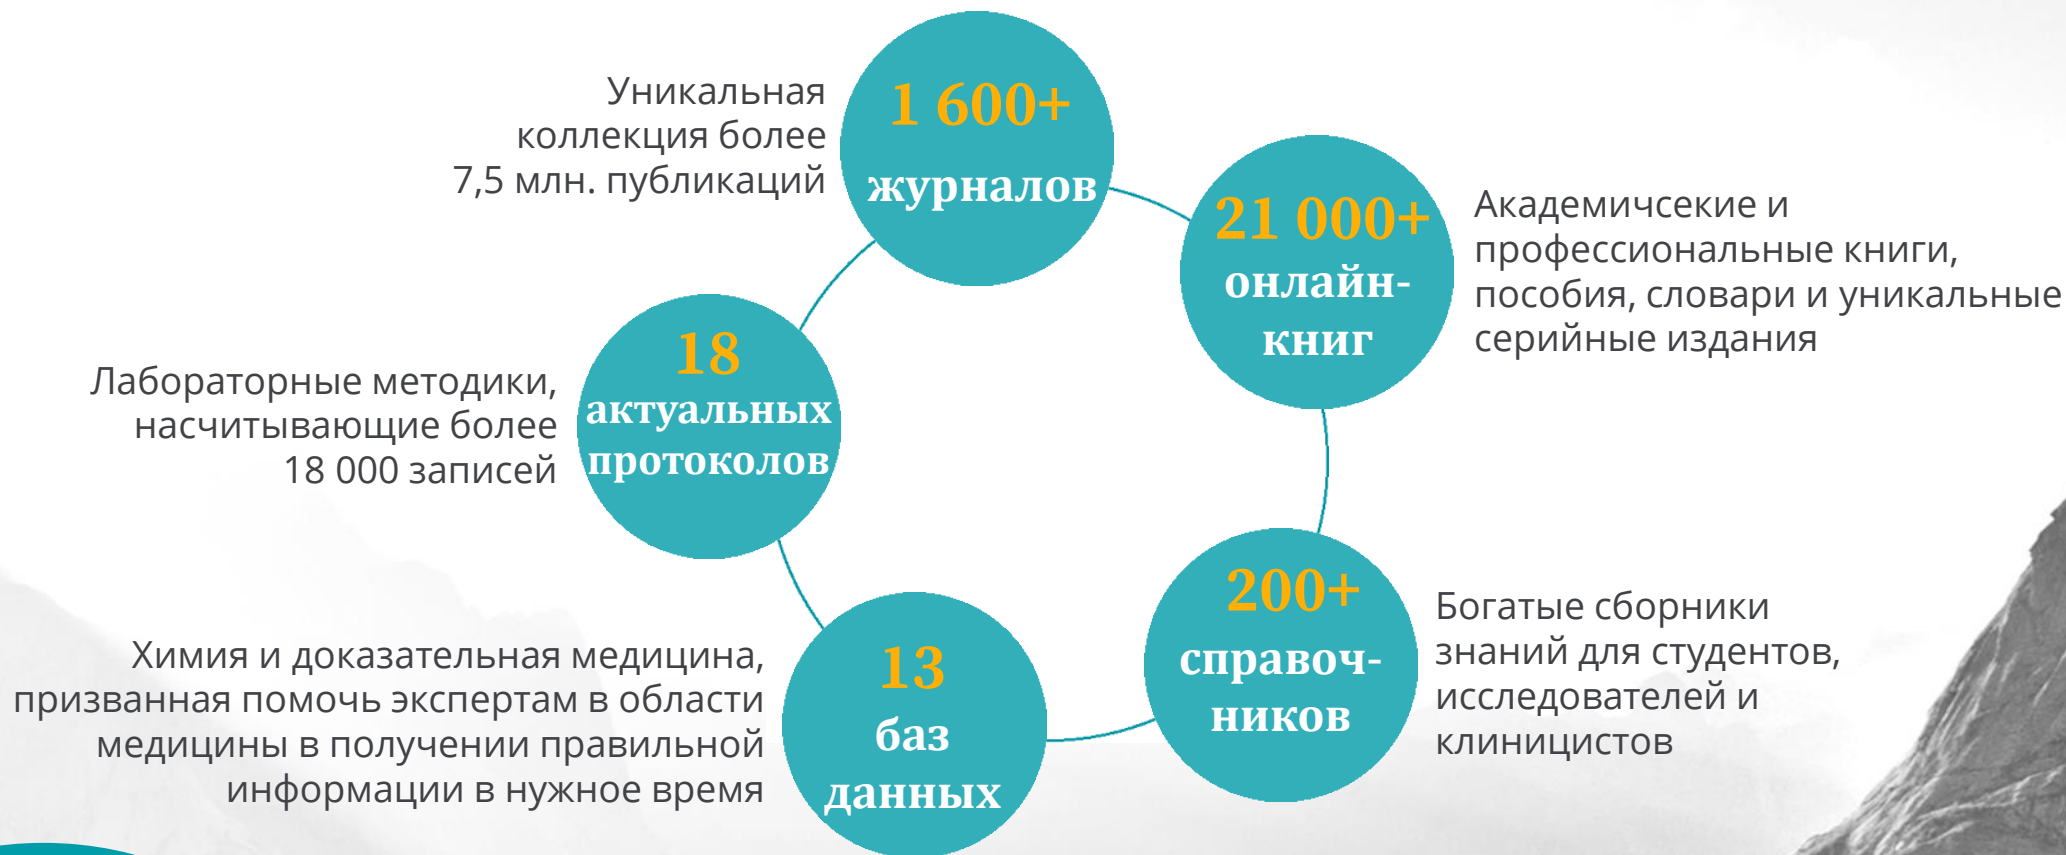 Уникальная
коллекция более
7,5 млн. публикаций
1 600+
журналов
21 000+
онлайн-
книг
Академичсекие и
профессиональные книги,
пособия, словари и уникальные
серийные издания
18
актуальных
протоколов
Лабораторные методики,
насчитывающие более
18 000 записей
200+
справоч-
ников
Богатые сборники
знаний для студентов,
исследователей и
клиницистов
13
баз
данных
Химия и доказательная медицина,
призванная помочь экспертам в области
медицины в получении правильной
информации в нужное время